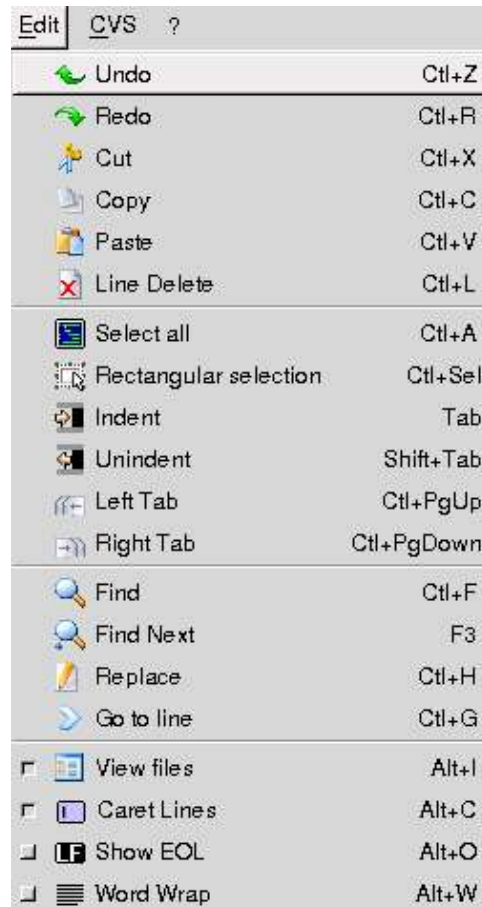 Edit CVS ?
Undo Ctl+Z
Redo Ctl+R
Cut Ctl+X
Copy Ctl+C
Paste Ctl+V
Line Delete Ctl+L
Select all Ctl+A
Rectangular selection Ctl+Sel
Indent Tab
Unindent Shift+Tab
Left Tab Ctl+PgUp
Right Tab Ctl+PgDown
Find Ctl+F
Find Next F3
Replace Ctl+H
Go to line Ctl+G
View files Alt+I
Caret Lines Alt+C
LF Show EOL Alt+O
Word Wrap Alt+W